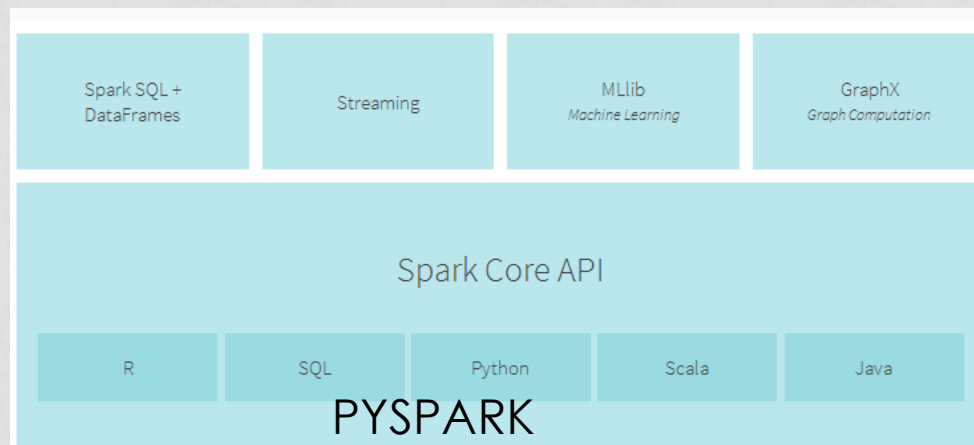 Spark SQL +
DataFrames
Streaming
MLlib
Machine Learning
GraphX
Graph Computation
Spark Core API
R
SQL
Python
Scala
Java
PYSPARK